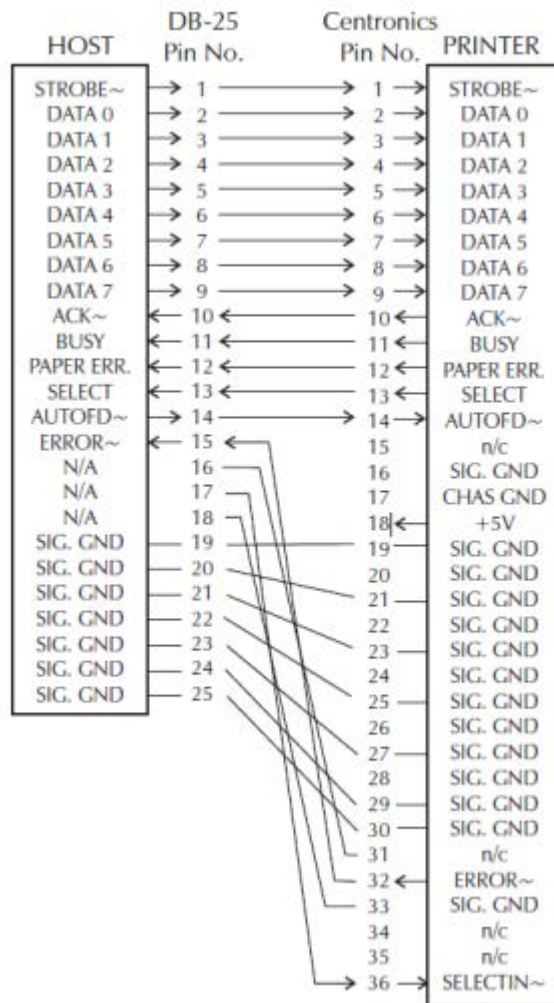 DB-25 Centronics
HOST Pin No. Pin No. PRINTER
STROBE~ 1 1 STROBE~
DATA 0 2 2 DATA 0
DATA 1 3 3 DATA 1
DATA 2 4 4 DATA 2
DATA 3 5 5 DATA 3
DATA 4 6 6 DATA 4
DATA 5 7 7 DATA 5
DATA 6 8 8 DATA 6
DATA 7 9 9 DATA 7
ACK~ 10 10 ACK~
BUSY 11 11 BUSY
PAPER ERR. 12 12 PAPER ERR.
SELECT 13 13 SELECT
AUTOFD~ 14 14 AUTOFD~
ERROR~ 15 15 n/c
N/A 16 16 SIG. GND
N/A 17 17 CHAS GND
N/A 18 18 +5V
SIG. GND 19 19 SIG. GND
SIG. GND 20 20 SIG. GND
SIG. GND 21 21 SIG. GND
SIG. GND 22 22 SIG. GND
SIG. GND 23 23 SIG. GND
SIG. GND 24 24 SIG. GND
SIG. GND 25 25 SIG. GND
26 SIG. GND
27 SIG. GND
28 SIG. GND
29 SIG. GND
30 SIG. GND
31 n/c
32 ERROR~
33 SIG. GND
34 n/c
35 n/c
36 SELECTIN~